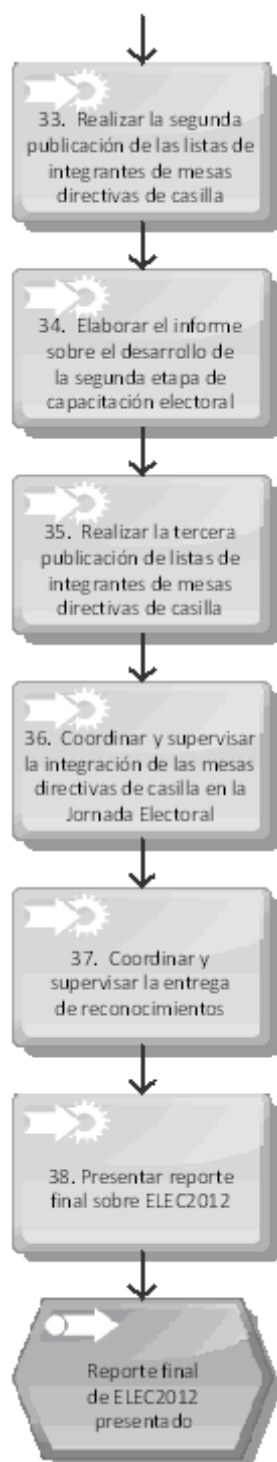 33. Realizar la segunda
publicación de las listas de
integrantes de mesas
directivas de casilla
34. Elaborar el informe
sobre el desarrollo de
la segunda etapa de
capacitación electoral
35. Realizar la tercera
publicación de listas de
integrantes de mesas
directivas de casilla
36. Coordinar y supervisar
la integración de las mesas
directivas de casilla en la
Jornada Electoral
37. Coordinar y
supervisar la entrega
de reconocimientos
38. Presentar reporte
final sobre ELEC2012
Reporte final
de ELEC2012
presentado